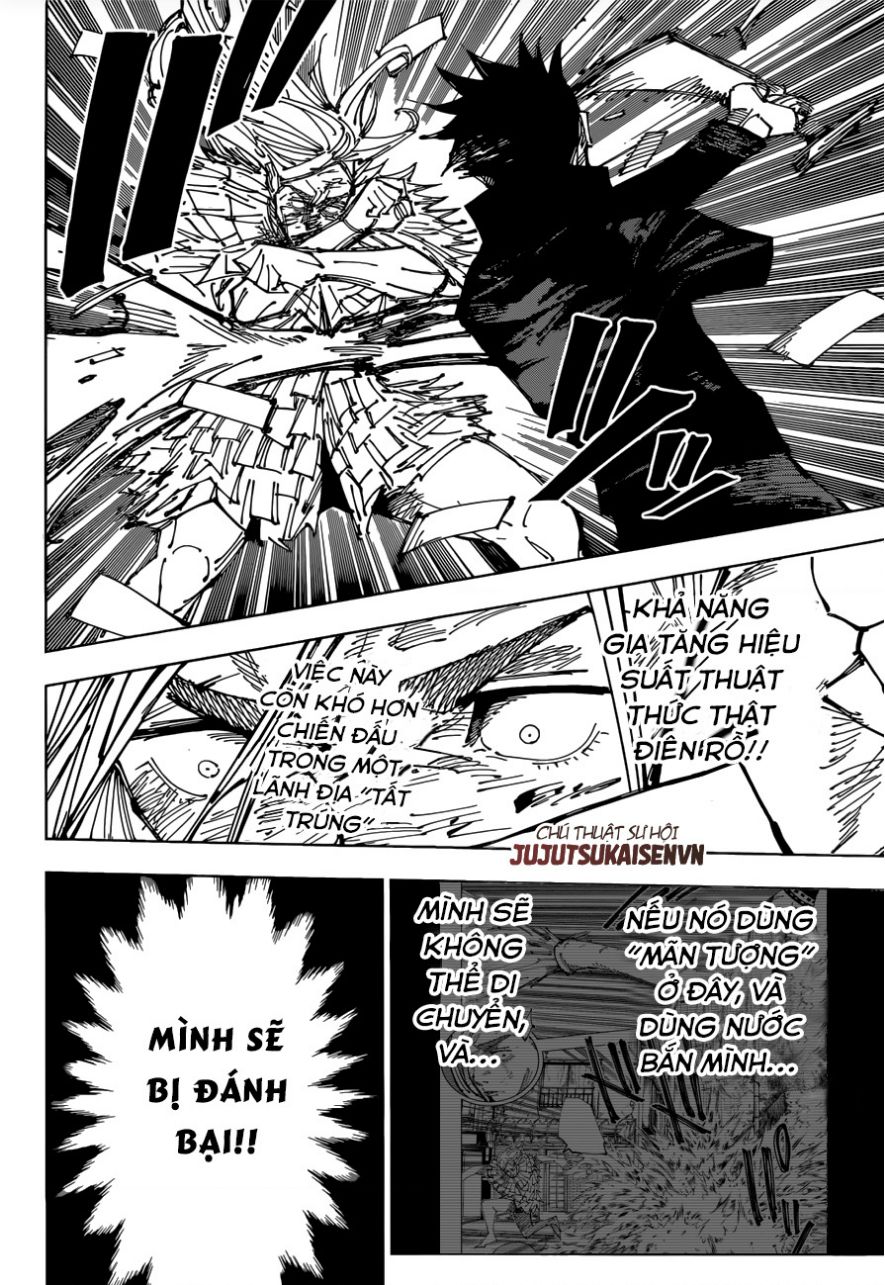 KHẢ NĂNG
GIA TĂNG HIỆU
SUẤT THUẬT
THỨC THẬT
ĐIÊN RỒ!!
VIỆC NÀY
CÒN KHÓ HƠN
CHIẾN ĐẤU
TRONG MỘT
LÃNH ĐỊA "TẤT
TRÚNG"
CHÚ THUẬT SƯ HỘI
JUJUTSUKAISENVN
NẾU NÓ DÙNG
"MÃN TƯỢNG"
Ở ĐÂY, VÀ
DÙNG NƯỚC
BẮN MÌNH...
MÌNH SẼ
KHÔNG
THỂ DI
CHUYỂN,
VÀ...
MÌNH SẼ
BỊ ĐÁNH
BẠI!!